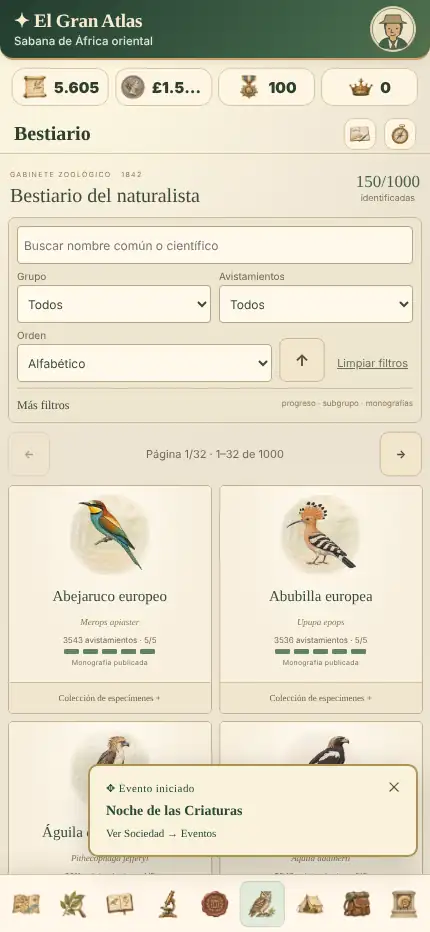 ✦ El Gran Atlas
Sabana de África oriental
5.605
£1.5...
100
0
Bestiario
GABINETE ZOOLÓGICO · 1842
Bestiario del naturalista
150/1000
identificadas
Buscar nombre común o científico
Grupo
Avistamientos
Todos
Todos
Orden
Alfabético
↑
Limpiar filtros
Más filtros
progreso · subgrupo · monografías
←
Página 1/32 · 1–32 de 1000
→
Abejaruco europeo
Merops apiaster
3543 avistamientos · 5/5
Monografía publicada
Colección de especímenes +
Abubilla europea
Upupa epops
3536 avistamientos · 5/5
Monografía publicada
Colección de especímenes +
Águila
Pithecophaga jefferyi
Aquila adalberti
✥ Evento iniciado
×
Noche de las Criaturas
Ver Sociedad → Eventos